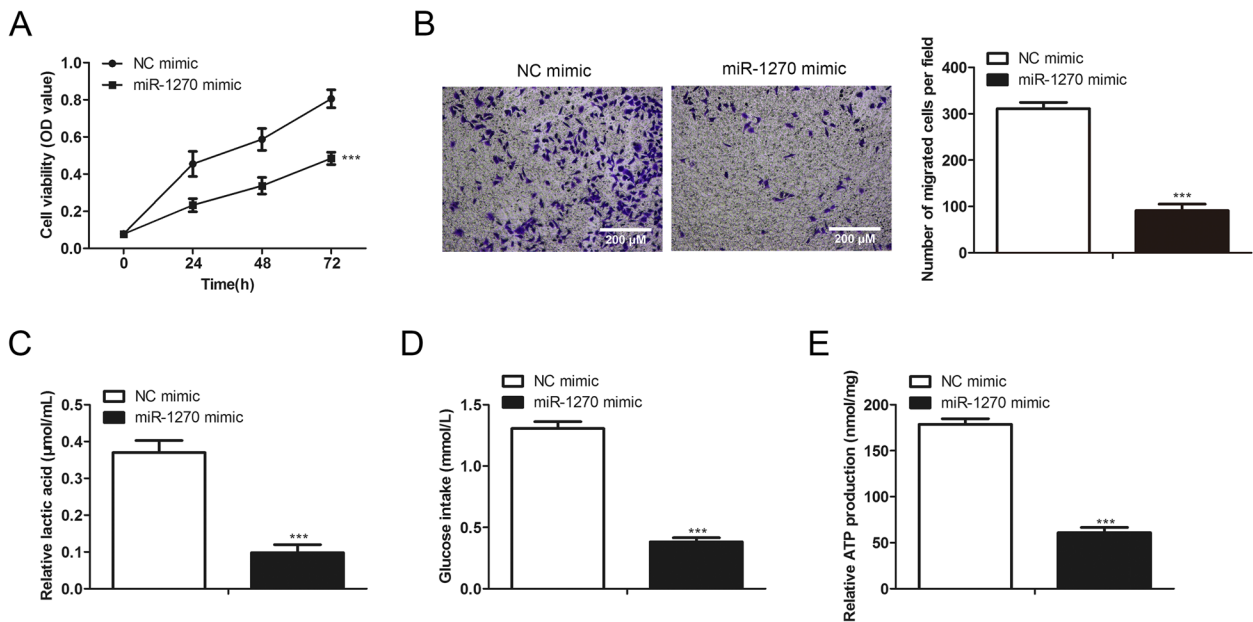 A
NC mimic
miR-1270 mimic
Cell viability (OD value)
1.0
0.8
0.6
0.4
0.2
0.0
***
0 24 48 72
Time(h)
B
NC mimic
miR-1270 mimic
200 μM
200 μM
NC mimic
miR-1270 mimic
Number of migrated cells per field
400
300
200
100
0
***
C
NC mimic
miR-1270 mimic
Relative lactic acid (μmol/mL)
0.5
0.4
0.3
0.2
0.1
0.0
***
D
NC mimic
miR-1270 mimic
Glucose intake (mmol/L)
1.5
1.0
0.5
0.0
***
E
NC mimic
miR-1270 mimic
Relative ATP production (nmol/mg)
200
150
100
50
0
***